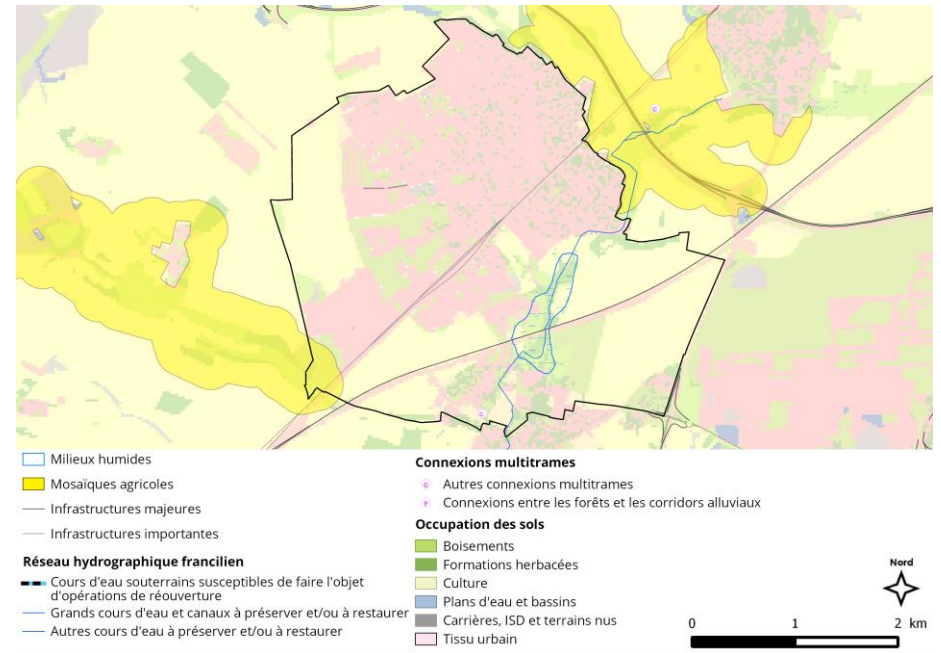 C
C
Milieux humides
Mosaïques agricoles
Infrastructures majeures
Infrastructures importantes
Réseau hydrographique francilien
Cours d'eau souterrains susceptibles de faire l'objet
d'opérations de réouverture
Grands cours d'eau et canaux à préserver et/ou à restaurer
Autres cours d'eau à préserver et/ou à restaurer
Connexions multitrames
C Autres connexions multitrames
F Connexions entre les forêts et les corridors alluviaux
Occupation des sols
Boisements
Formations herbacées
Culture
Plans d'eau et bassins
Carrières, ISD et terrains nus
Tissu urbain
Nord
0 1 2 km